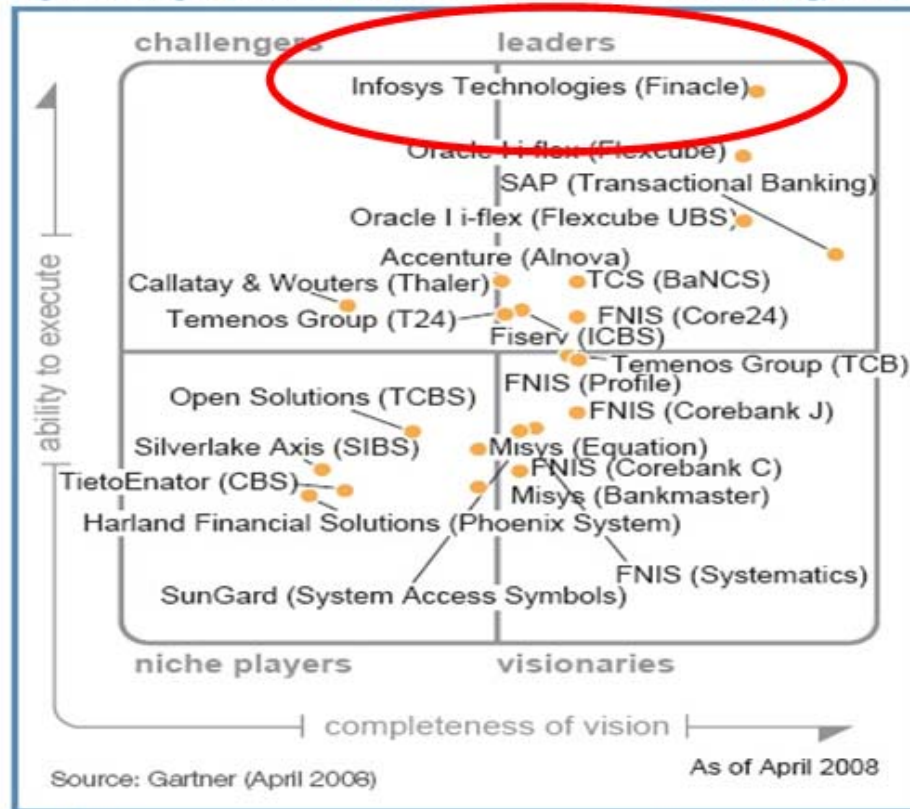 challengers leaders
Infosys Technologies (Finacle)
Oracle I i-flex (Flexcube)
SAP (Transactional Banking)
Oracle I i-flex (Flexcube UBS)
Accenture (Alnova)
Callatay & Wouters (Thaler)
TCS (BaNCS)
Temenos Group (T24)
FNIS (Core24)
Fiserv (ICBS)
Temenos Group (TCB)
FNIS (Profile)
Open Solutions (TCBS)
FNIS (Corebank J)
Silverlake Axis (SIBS)
Misys (Equation)
TietoEnator (CBS)
FNIS (Corebank C)
Misys (Bankmaster)
Harland Financial Solutions (Phoenix System)
FNIS (Systematics)
SunGard (System Access Symbols)
niche players visionaries
ability to execute
completeness of vision
As of April 2008
Source: Gartner (April 2008)